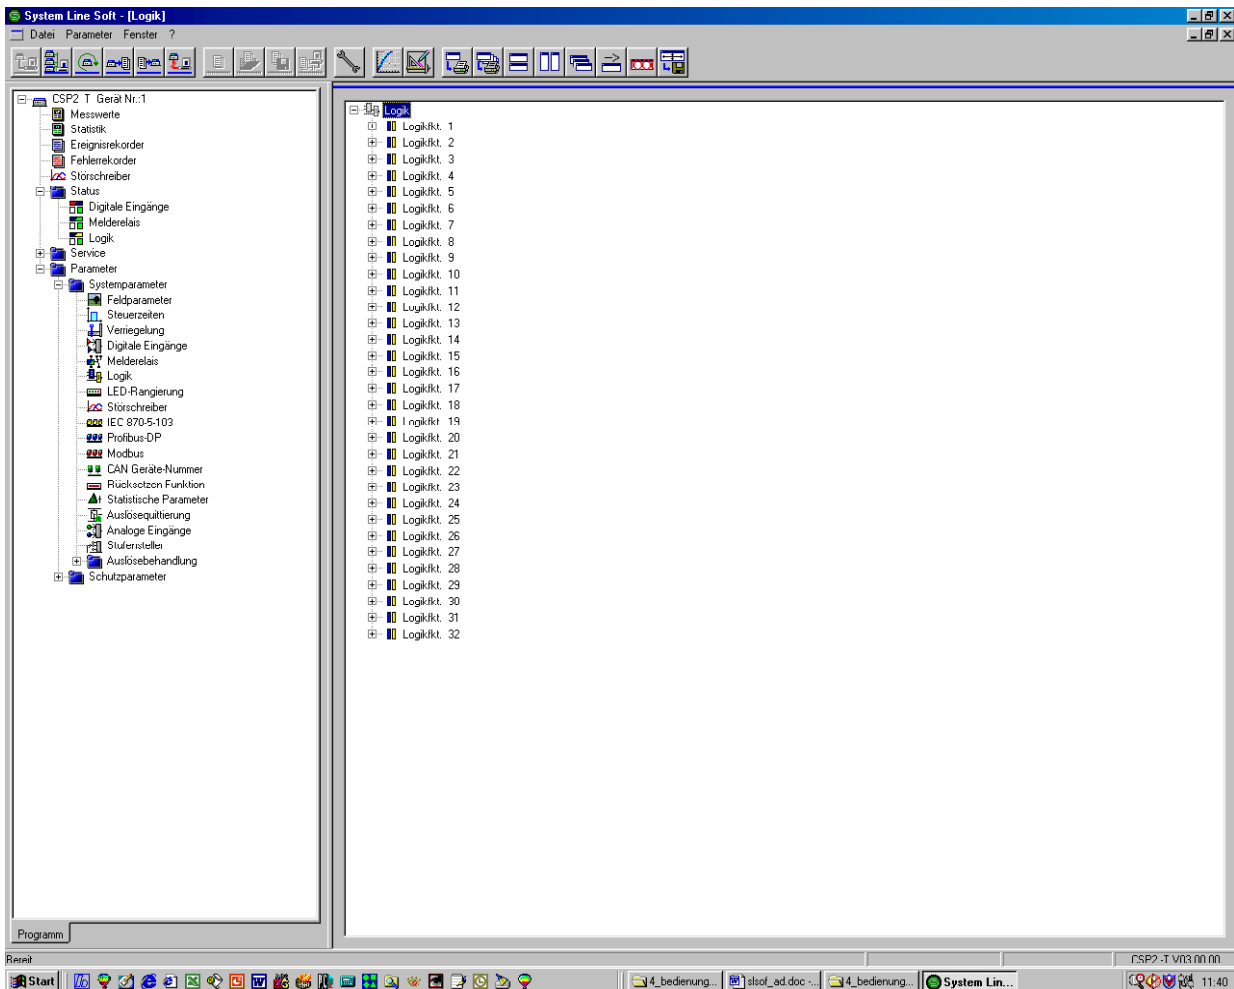 System Line Soft - [Logik]
Datei Parameter Fenster ?
CSP2 T Gerät Nr.:1
Messwerte
Statistik
Ereignisrekorder
Fehlerrekorder
Störschreiber
Status
Digitale Eingänge
Melderelais
Logik
Service
Parameter
Systemparameter
Feldparameter
Steuerzeiten
Verriegelung
Digitale Eingänge
Melderelais
Logik
LED-Rangierung
Störschreiber
IEC 870-5-103
Profibus-DP
Modbus
CAN Geräte-Nummer
Rücksetzen Funktion
Statistische Parameter
Auslösequittierung
Analoge Eingänge
Stufensteller
Auslösebehandlung
Schutzparameter
Programm
Logik
Logikfkt. 1
Logikfkt. 2
Logikfkt. 3
Logikfkt. 4
Logikfkt. 5
Logikfkt. 6
Logikfkt. 7
Logikfkt. 8
Logikfkt. 9
Logikfkt. 10
Logikfkt. 11
Logikfkt. 12
Logikfkt. 13
Logikfkt. 14
Logikfkt. 15
Logikfkt. 16
Logikfkt. 17
Logikfkt. 18
Logikfkt. 19
Logikfkt. 20
Logikfkt. 21
Logikfkt. 22
Logikfkt. 23
Logikfkt. 24
Logikfkt. 25
Logikfkt. 26
Logikfkt. 27
Logikfkt. 28
Logikfkt. 29
Logikfkt. 30
Logikfkt. 31
Logikfkt. 32
Bereit
CSP2-T V03.00.00
Start
4_bedienung...
slsof_ad.doc -...
4_bedienung...
System Lin...
11:40